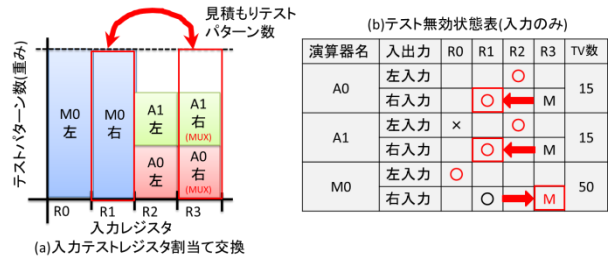 見積もりテスト
パターン数
テストパターン数(重み)
M0
左
M0
右
A1
左
A1
右
(MUX)
A0
左
A0
右
(MUX)
R0 R1 R2 R3
入力レジスタ
(a)入力テストレジスタ割当て交換
(b)テスト無効状態表(入力のみ)
演算器名 入出力 R0 R1 R2 R3 TV数
A0 左入力 ○ 15
右入力 ○ M
A1 左入力 × ○ 15
右入力 ○ M
M0 左入力 ○ 50
右入力 ○ M